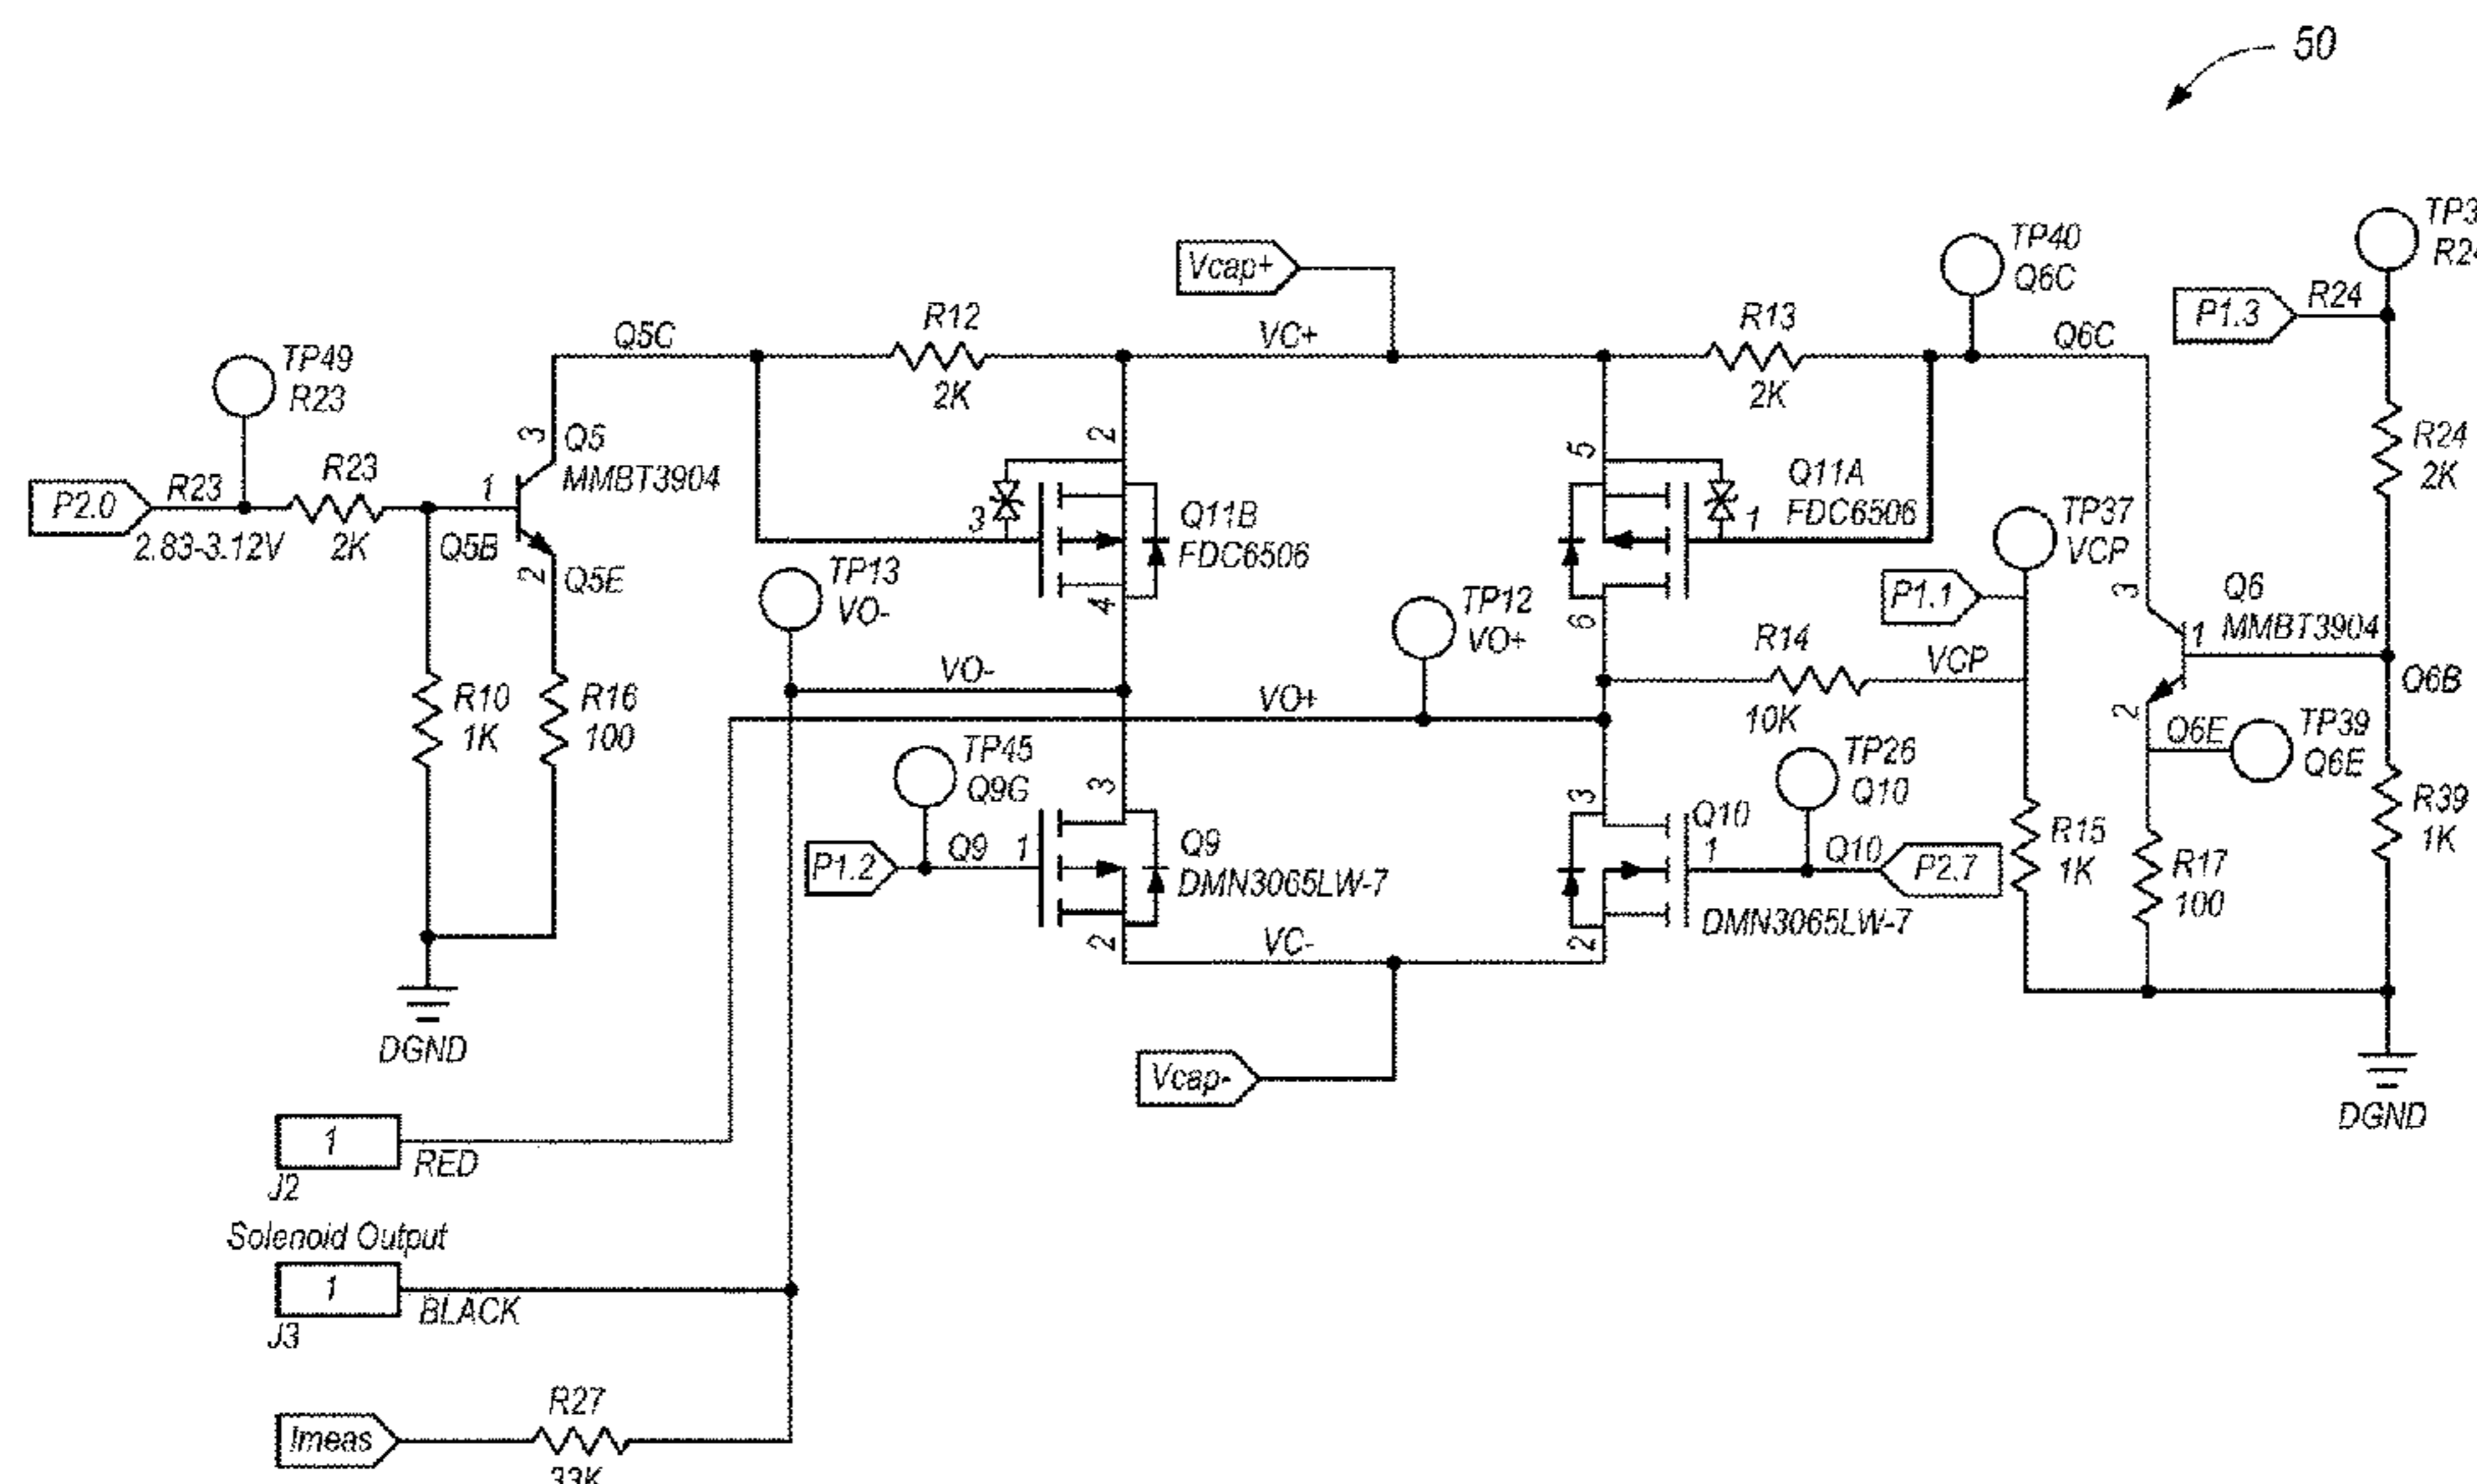 50
TP3
R24
Vcap+
TP40
Q6C
P1.3
R24
R12
2K
VC+
R13
2K
Q5C
Q6C
TP49
R23
P2.0
R23
2.83-3.12V
R23
2K
Q5B
1
3
Q5
MMBT3904
2
Q5E
2
3
4
Q11B
FDC6506
5
1
6
Q11A
FDC6506
R24
2K
TP37
VCP
P1.1
3
Q6
MMBT3904
1
2
Q6B
TP13
VO-
TP12
VO+
R14
10K
VCP
VO-
VO+
R10
1K
R16
100
TP45
Q9G
P1.2
Q9
1
3
2
Q9
DMN3065LW-7
3
Q10
1
2
DMN3065LW-7
TP26
Q10
Q10
P2.7
R15
1K
Q6E
TP39
Q6E
R17
100
R39
1K
VC-
DGND
Vcap-
DGND
1
RED
J2
Solenoid Output
1
BLACK
J3
Imeas
R27
33K